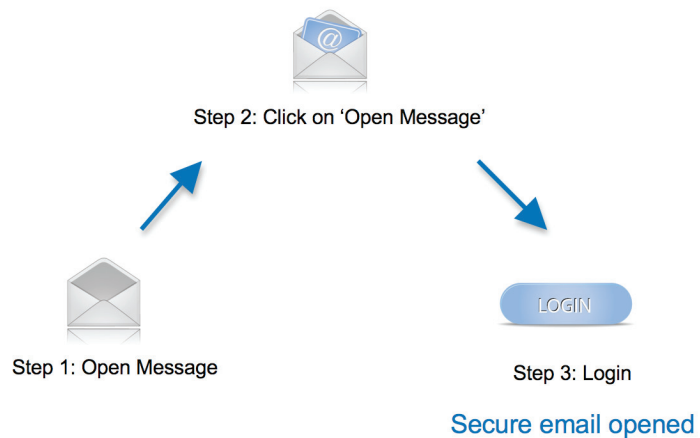 @
Step 2: Click on ‘Open Message’
Step 1: Open Message
LOGIN
Step 3: Login
Secure email opened